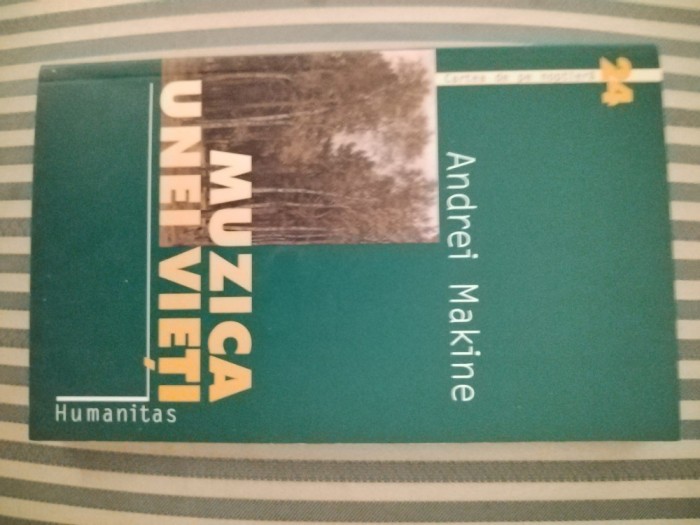 24
Cartea de pe noptieră
Andrei Makine
MUZICA
UNEI VIEȚI
Humanitas